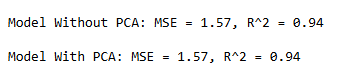 Model Without PCA: MSE = 1.57, R^2 = 0.94
Model With PCA: MSE = 1.57, R^2 = 0.94